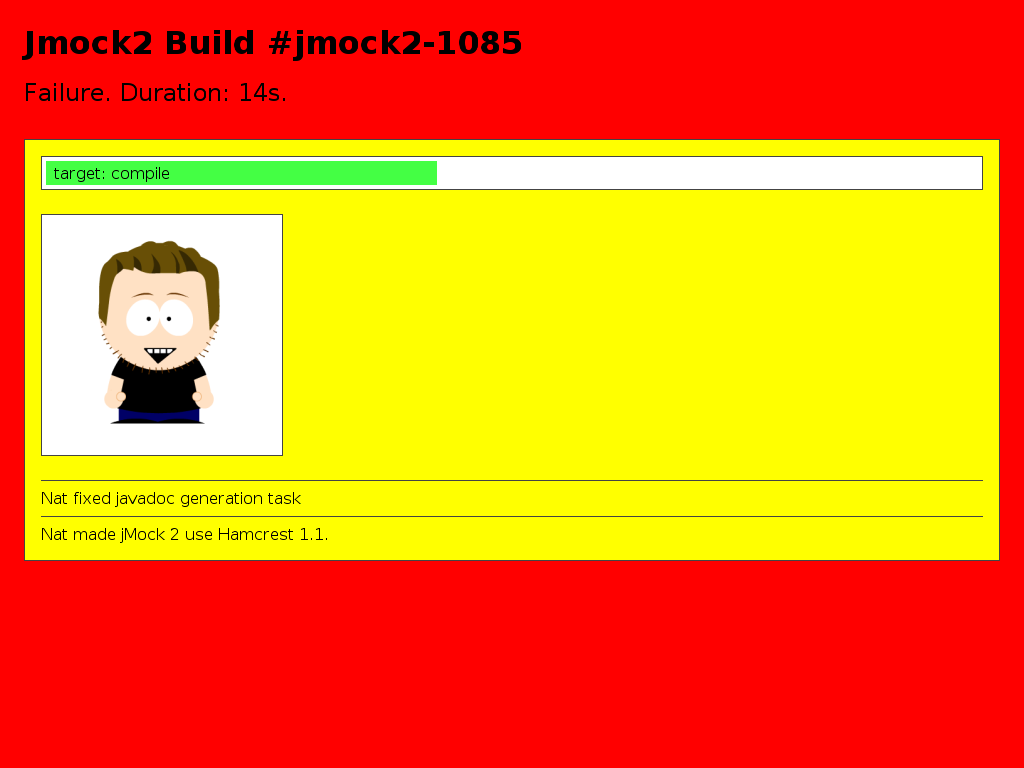 Jmock2 Build #jmock2-1085
Failure. Duration: 14s.
target: compile
Nat fixed javadoc generation task
Nat made jMock 2 use Hamcrest 1.1.